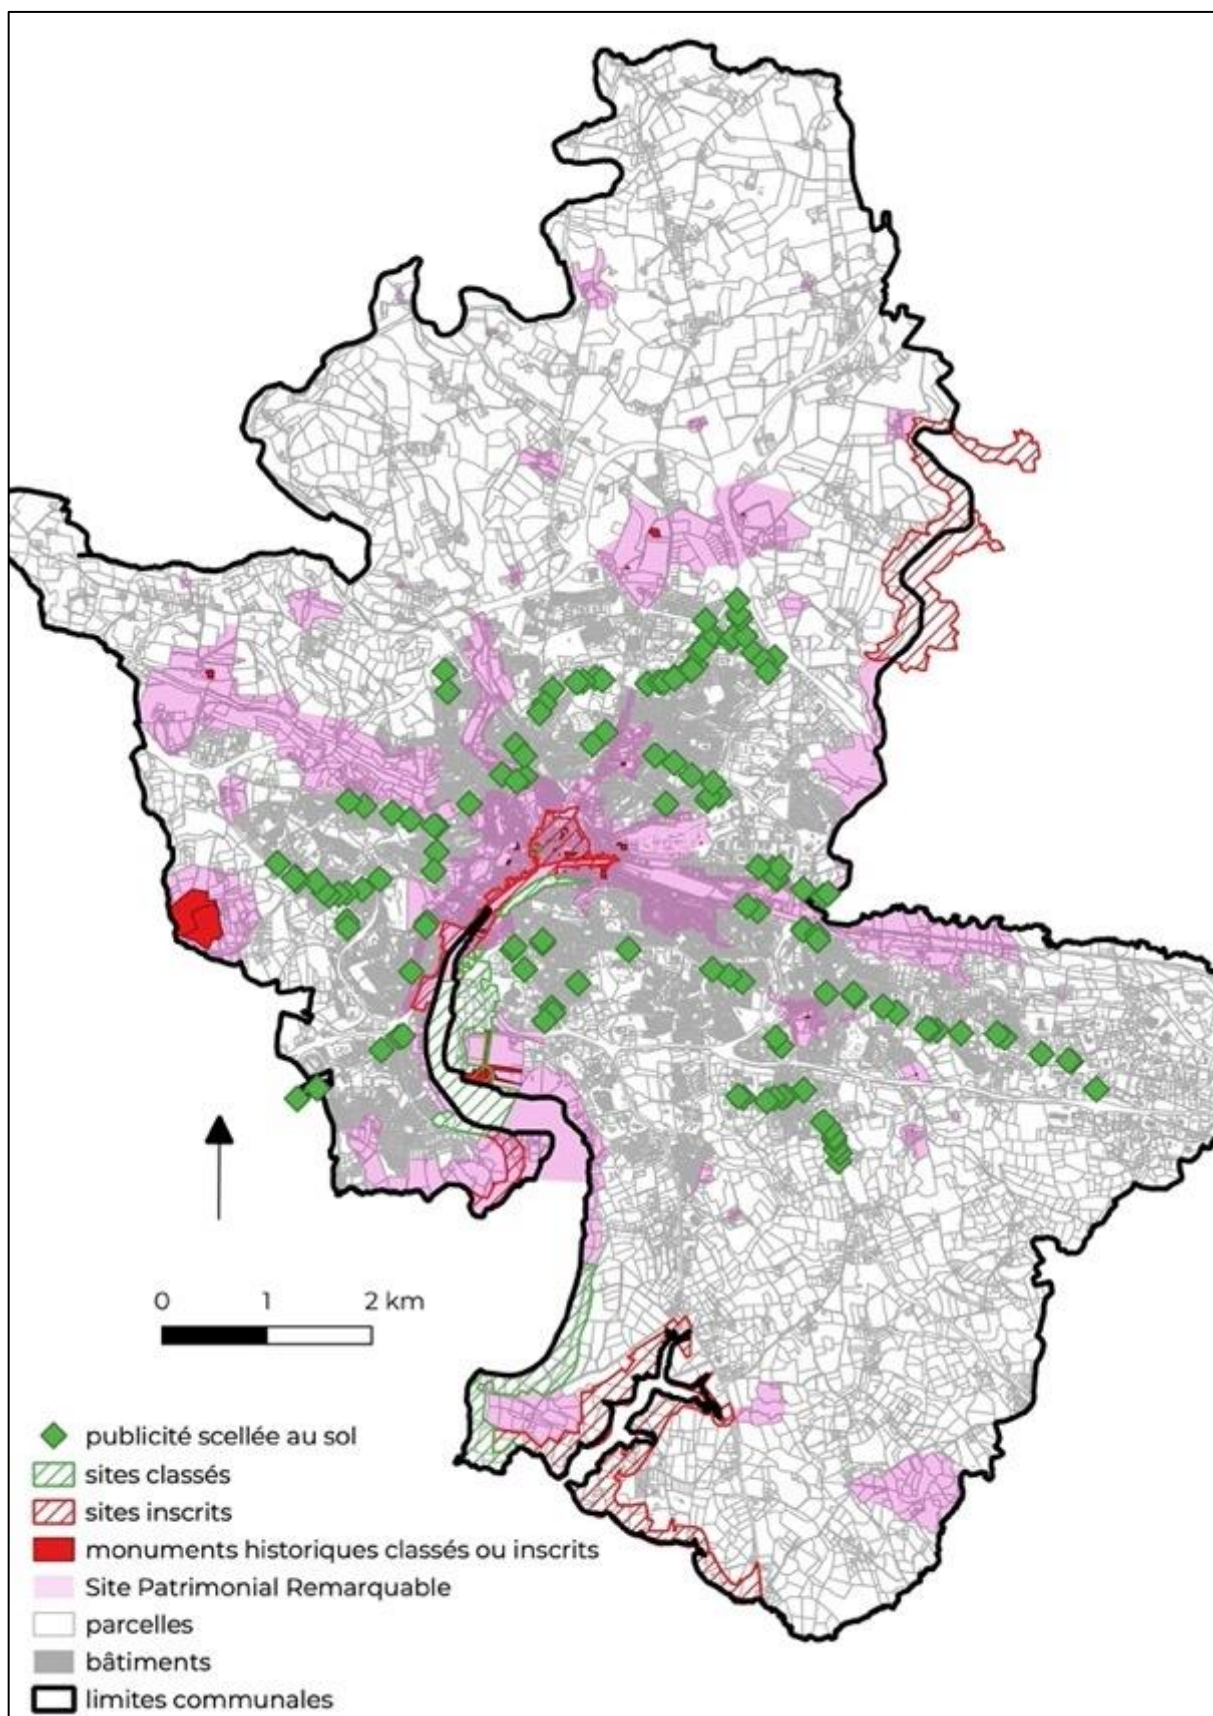 0 1 2 km
publicité scellée au sol
sites classés
sites inscrits
monuments historiques classés ou inscrits
Site Patrimonial Remarquable
parcelles
bâtiments
limites communales